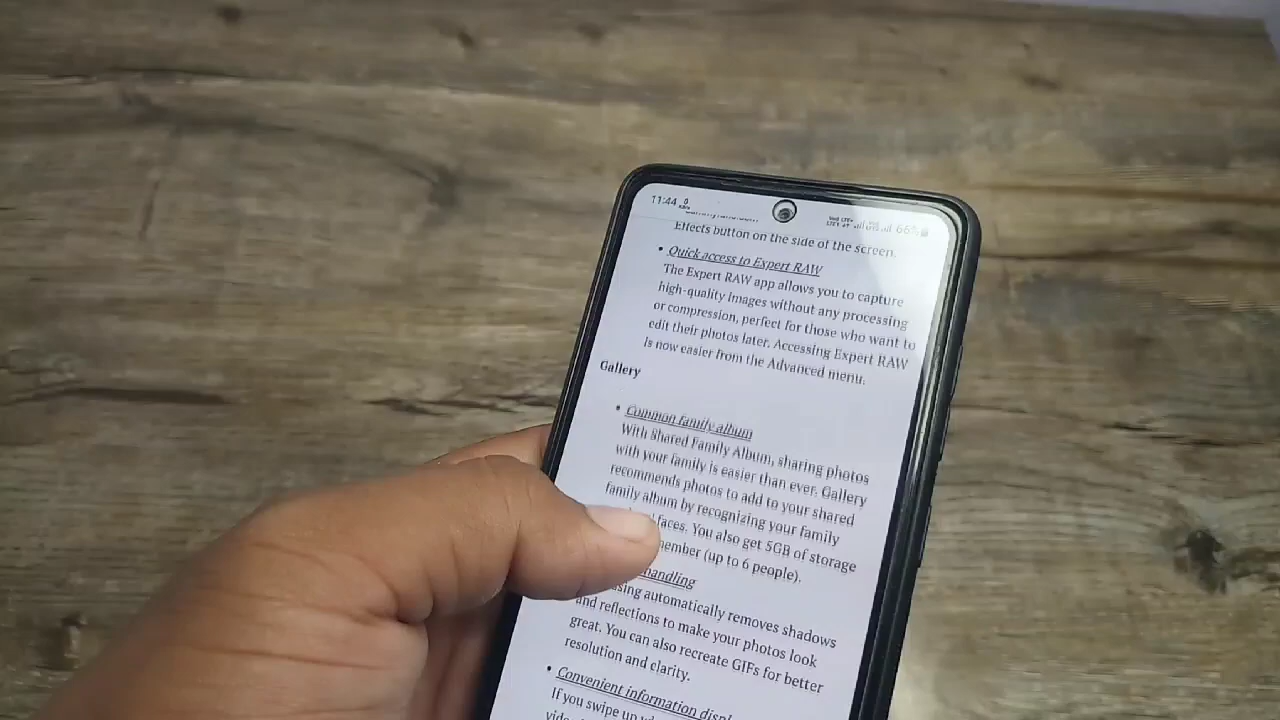 11:44
66%
Effects button on the side of the screen.
• Quick access to Expert RAW
The Expert RAW app allows you to capture
high-quality images without any processing
or compression, perfect for those who want to
edit their photos later. Accessing Expert RAW
is now easier from the Advanced menu.
Gallery
• Common family album
With Shared Family Album, sharing photos
with your family is easier than ever. Gallery
recommends photos to add to your shared
family album by recognizing your family
faces. You also get 5GB of storage
member (up to 6 people).
handling
automatically removes shadows
and reflections to make your photos look
great. You can also recreate GIFs for better
resolution and clarity.
• Convenient information
If you swipe up